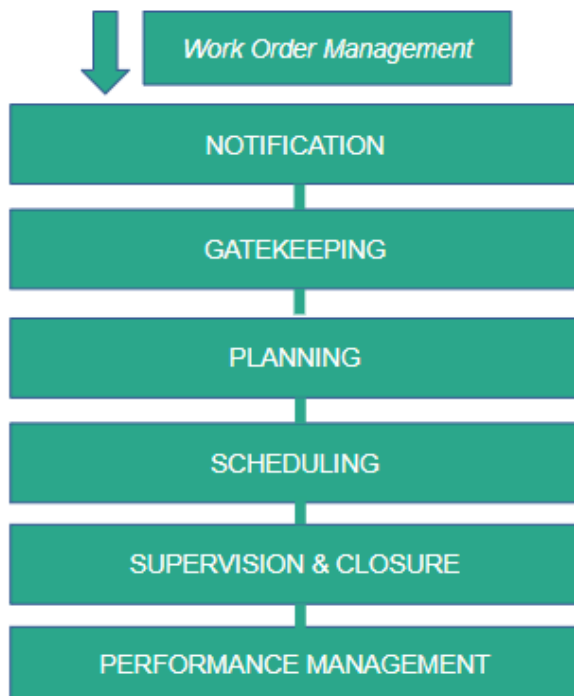 Work Order Management
NOTIFICATION
GATEKEEPING
PLANNING
SCHEDULING
SUPERVISION & CLOSURE
PERFORMANCE MANAGEMENT